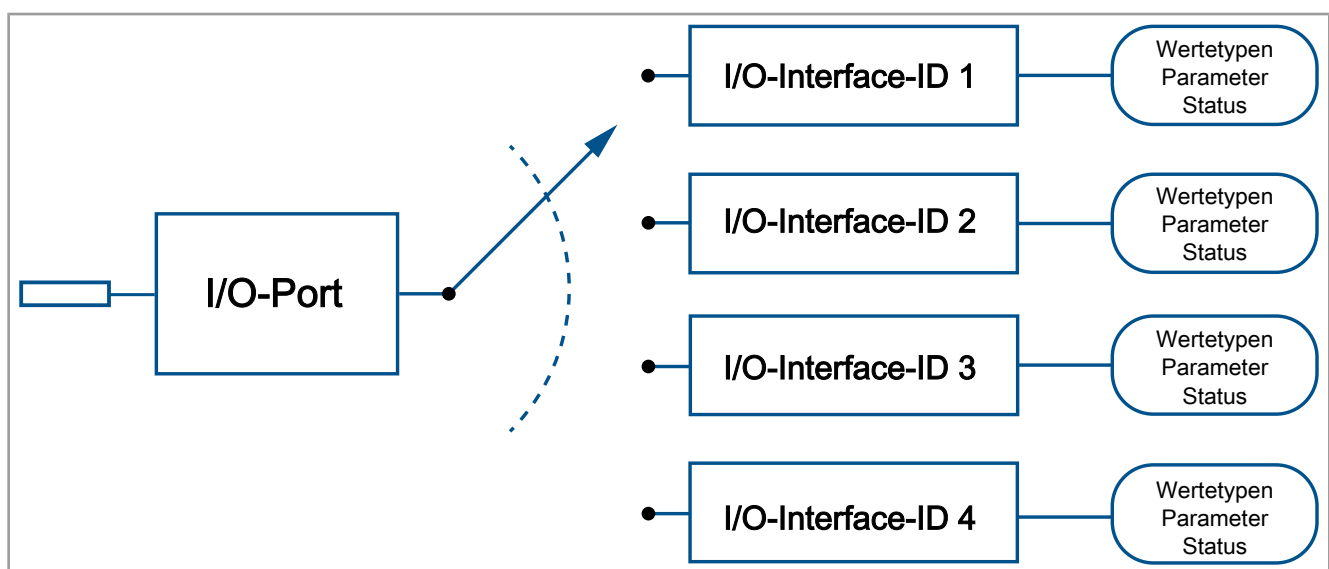 I/O-Port
I/O-Interface-ID 1
Wertetypen
Parameter
Status
I/O-Interface-ID 2
Wertetypen
Parameter
Status
I/O-Interface-ID 3
Wertetypen
Parameter
Status
I/O-Interface-ID 4
Wertetypen
Parameter
Status